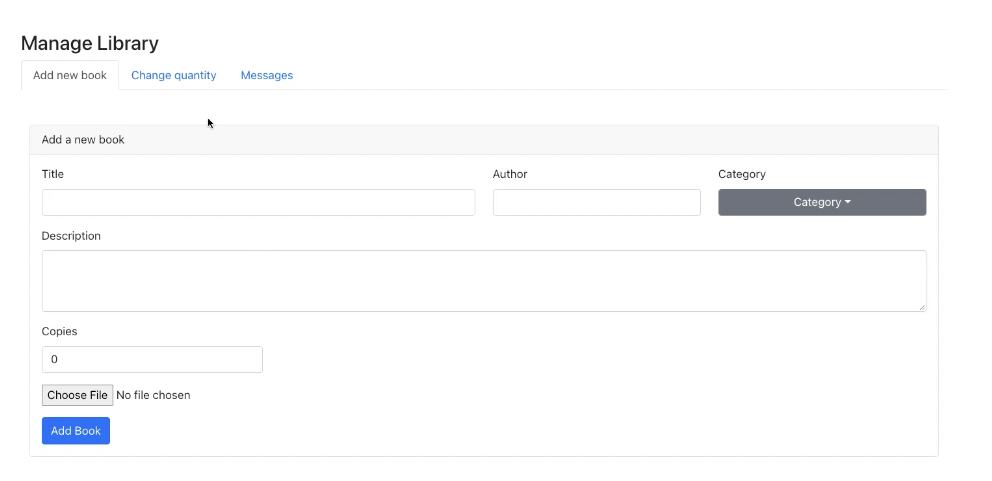 Manage Library
Add new book Change quantity Messages
Add a new book
Title Author Category
Category
Description
Copies
0
Choose File No file chosen
Add Book